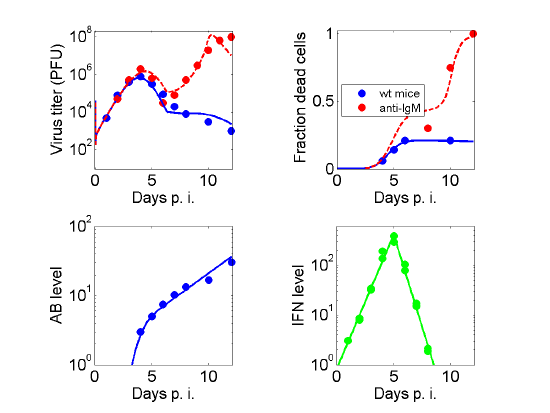 Virus titer (PFU)
10^8
10^6
10^4
10^2
0 5 10
Days p. i.
Fraction dead cells
1
0.5
0
wt mice
anti-IgM
0 5 10
Days p. i.
AB level
10^2
10^1
10^0
0 5 10
Days p. i.
IFN level
10^2
10^1
10^0
0 5 10
Days p. i.